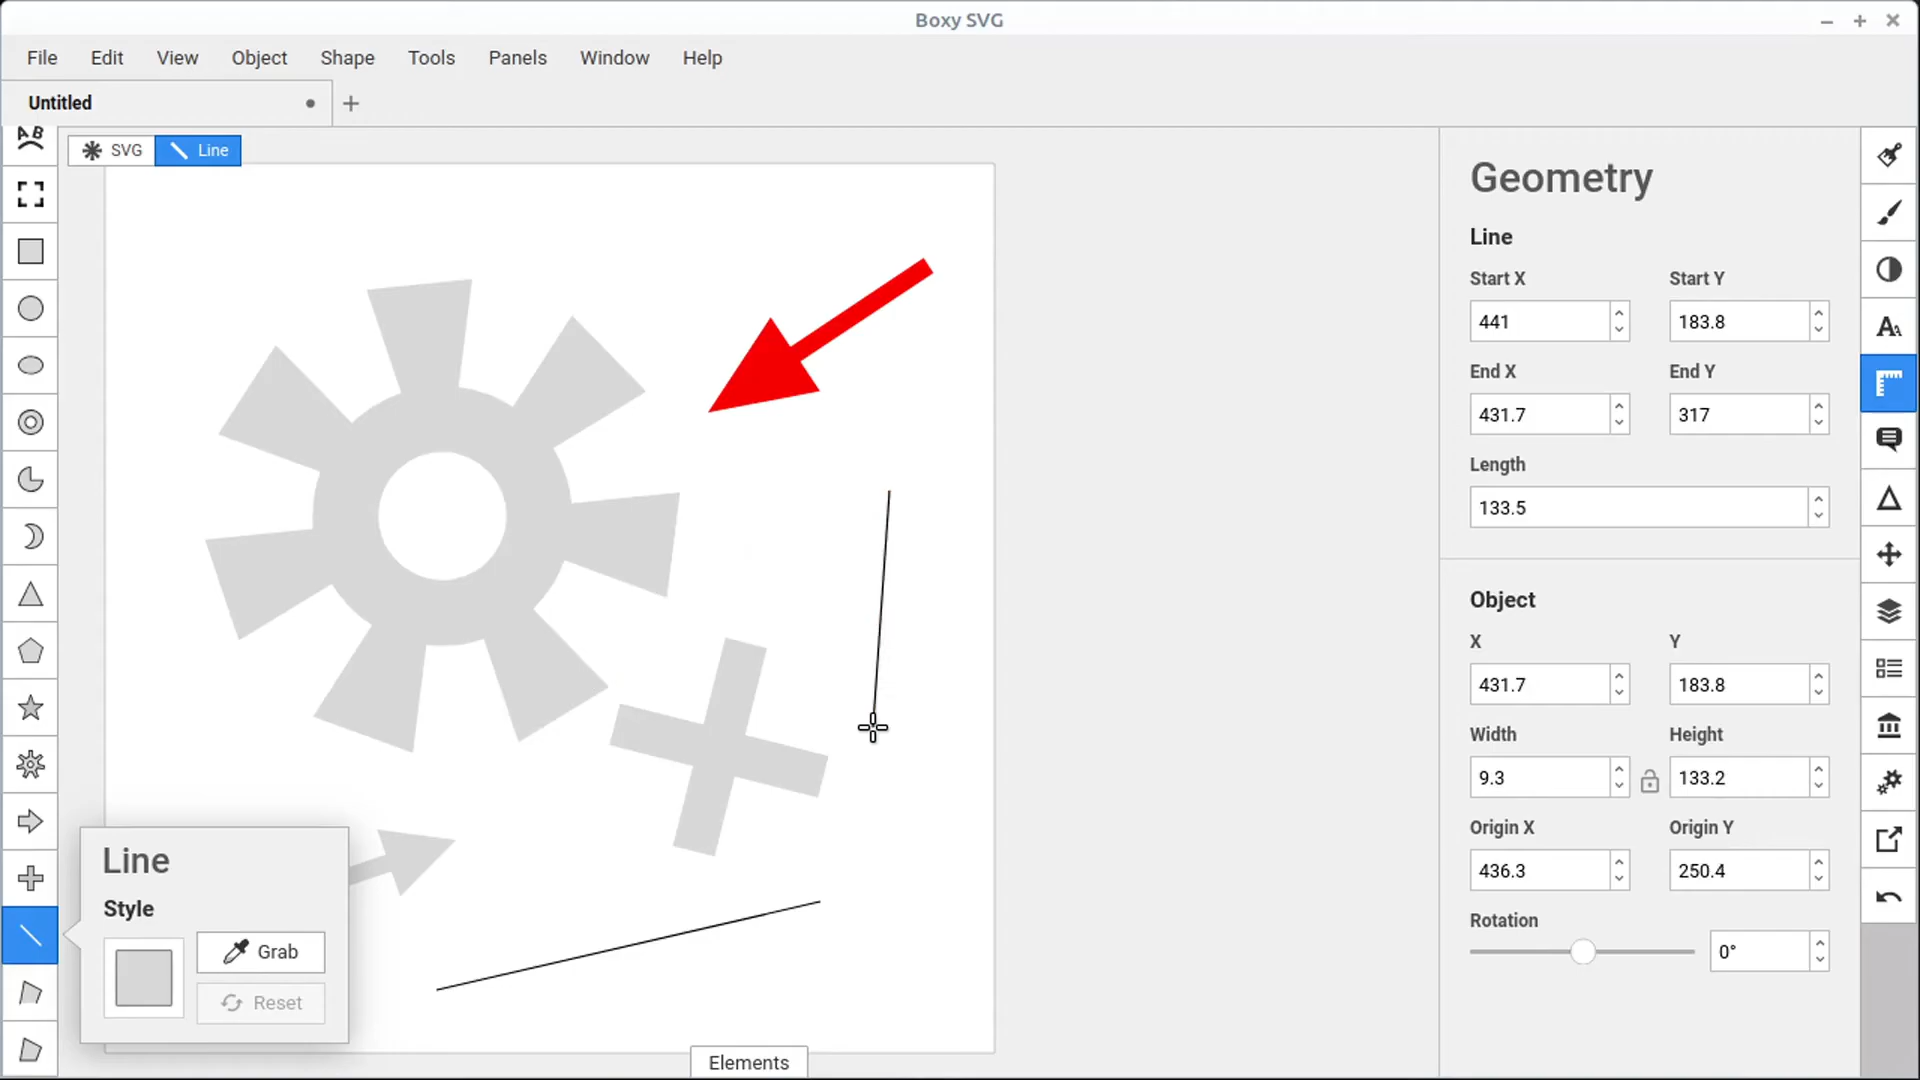 Boxy SVG
File Edit View Object Shape Tools Panels Window Help
Untitled
AB
SVG Line
Geometry
Line
Start X Start Y
441 183.8
End X End Y
431.7 317
Length
133.5
Object
X Y
431.7 183.8
Width Height
9.3 133.2
Origin X Origin Y
436.3 250.4
Rotation
0°
Line
Style
Grab
Reset
Elements